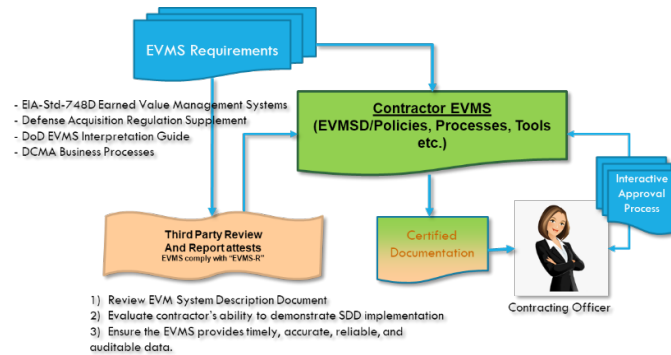 EVMS Requirements
- EIA-Std-748D Earned Value Management Systems
- Defense Acquisition Regulation Supplement
- DoD EVMS Interpretation Guide
- DCMA Business Processes
Contractor EVMS
(EVMSD/Policies, Processes, Tools
etc.)
Interactive
Approval
Process
Third Party Review
And Report attests
EVMS comply with "EVMS-R"
Certified
Documentation
Contracting Officer
1) Review EVM System Description Document
2) Evaluate contractor's ability to demonstrate SDD implementation
3) Ensure the EVMS provides timely, accurate, reliable, and
auditable data.